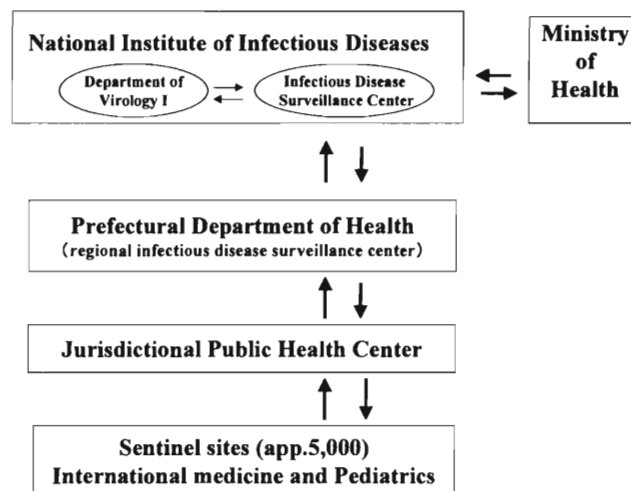 National Institute of Infectious Diseases
Department of
Virology I
Infectious Disease
Surveillance Center
Ministry
of
Health
Prefectural Department of Health
(regional infectious disease surveillance center)
Jurisdictional Public Health Center
Sentinel sites (app.5,000)
International medicine and Pediatrics